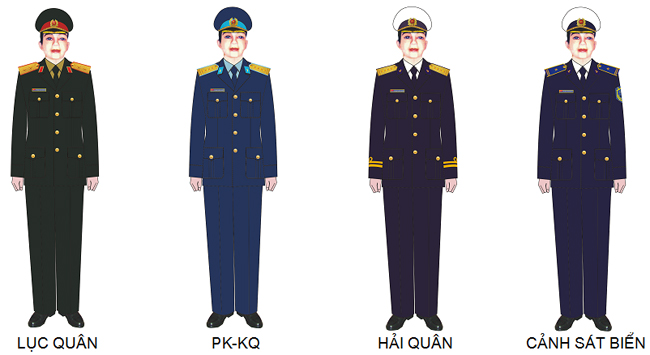 LỤC QUÂN
PK-KQ
HẢI QUÂN
CẢNH SÁT BIỂN